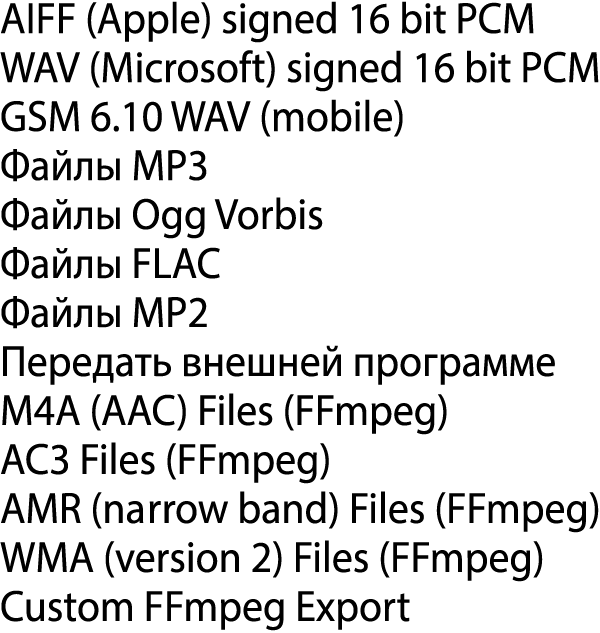 AIFF (Apple) signed 16 bit PCM
WAV (Microsoft) signed 16 bit PCM
GSM 6.10 WAV (mobile)
Файлы MP3
Файлы Ogg Vorbis
Файлы FLAC
Файлы MP2
Передать внешней программе
M4A (AAC) Files (FFmpeg)
AC3 Files (FFmpeg)
AMR (narrow band) Files (FFmpeg)
WMA (version 2) Files (FFmpeg)
Custom FFmpeg Export